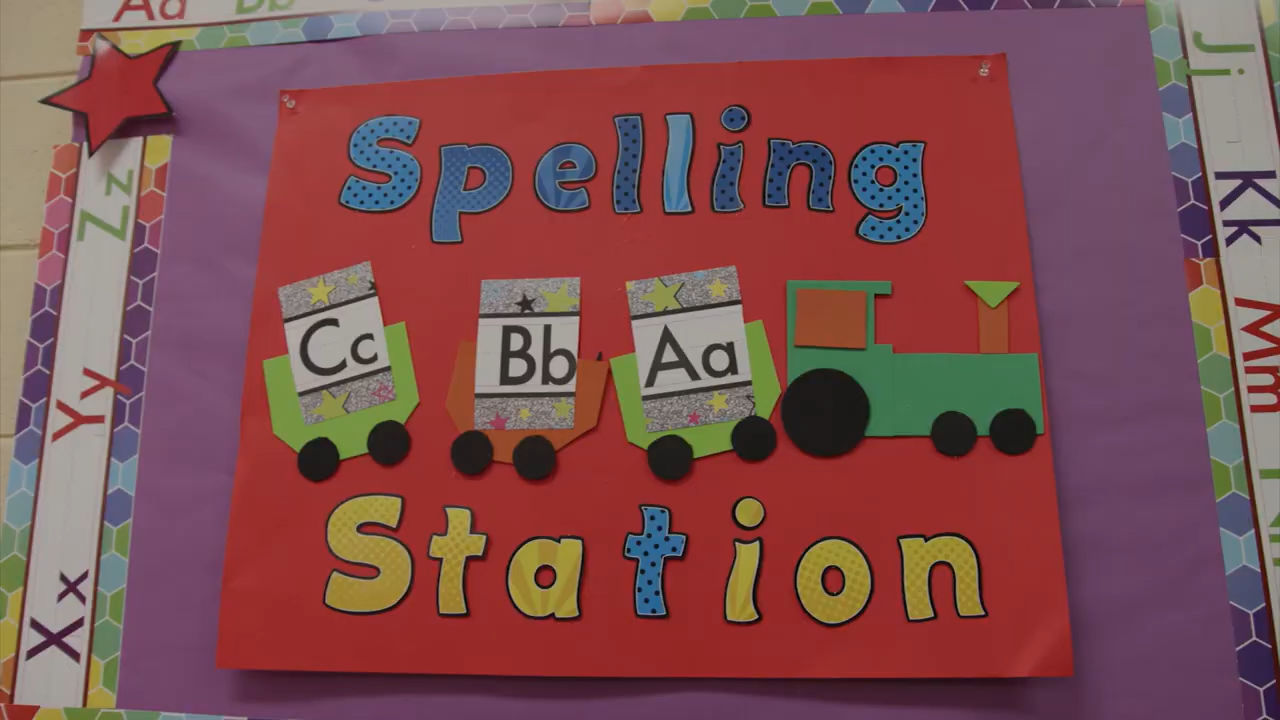 Aa Bb
Spelling
Cc Bb Aa
Station
Zz
Yy
Xx
Jj
Kk
Mm